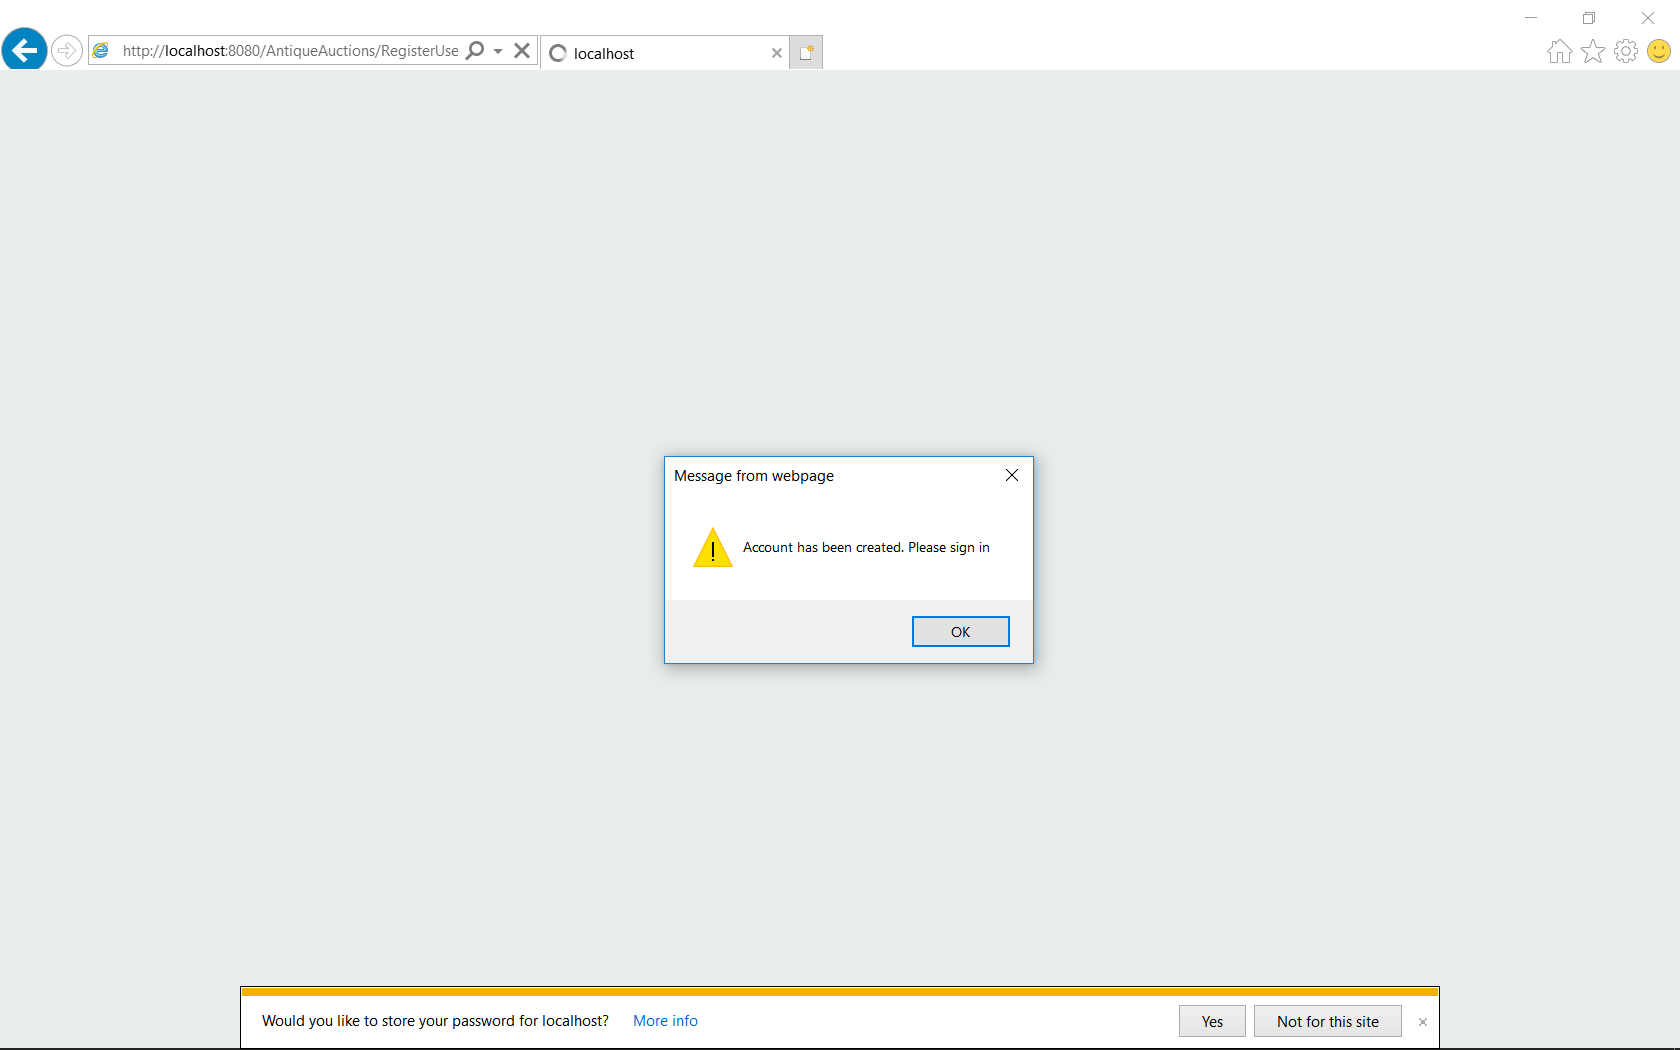 http://localhost:8080/AntiqueAuctions/RegisterUse
localhost
Message from webpage
Account has been created. Please sign in
OK
Would you like to store your password for localhost? More info
Yes
Not for this site